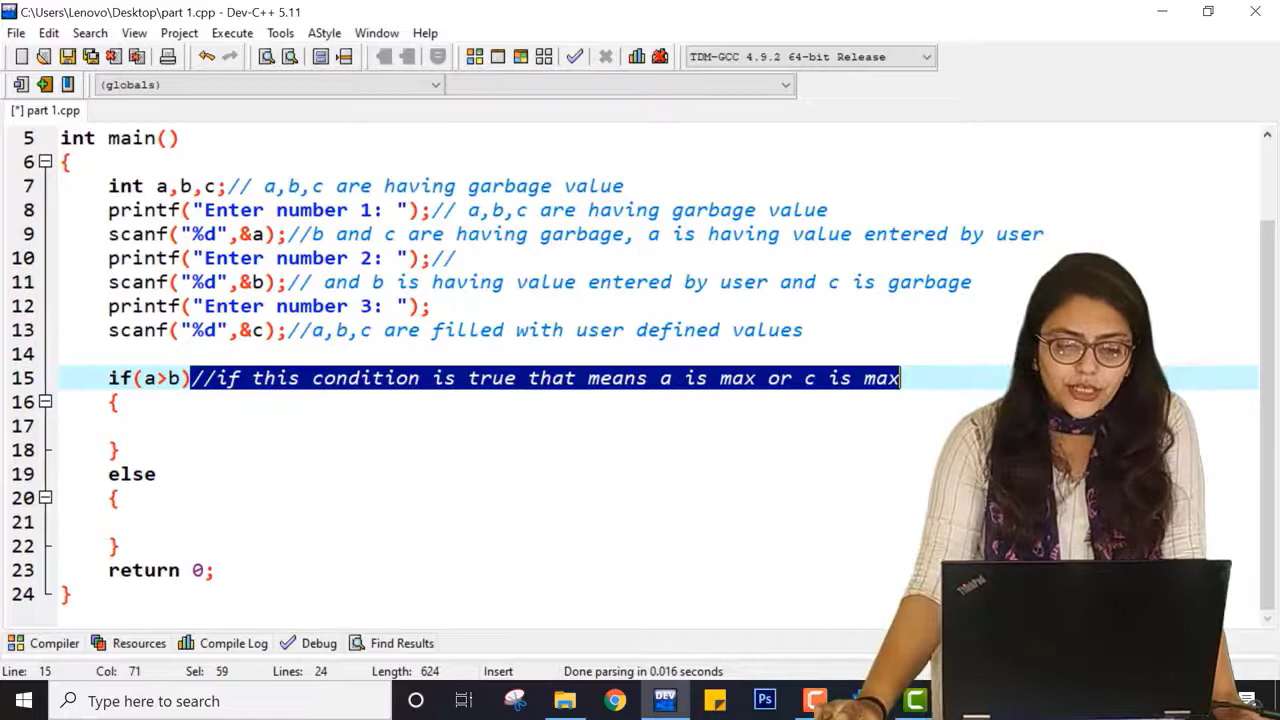 C:\Users\Lenovo\Desktop\part 1.cpp - Dev-C++ 5.11
File Edit Search View Project Execute Tools AStyle Window Help
TDM-GCC 4.9.2 64-bit Release
(globals)
[*] part 1.cpp
5 int main()
6 {
7 int a,b,c;// a,b,c are having garbage value
8 printf("Enter number 1: ");// a,b,c are having garbage value
9 scanf("%d",&a);//b and c are having garbage, a is having value entered by user
10 printf("Enter number 2: ");//
11 scanf("%d",&b);// and b is having value entered by user and c is garbage
12 printf("Enter number 3: ");
13 scanf("%d",&c);//a,b,c are filled with user defined values
14
15 if(a>b)//if this condition is true that means a is max or c is max
16 {
17
18 }
19 else
20 {
21
22 }
23 return 0;
24 }
Compiler Resources Compile Log Debug Find Results
Line: 15 Col: 71 Sel: 59 Lines: 24 Length: 624 Insert Done parsing in 0.016 seconds
Type here to search DEV Ps
ThinkPad